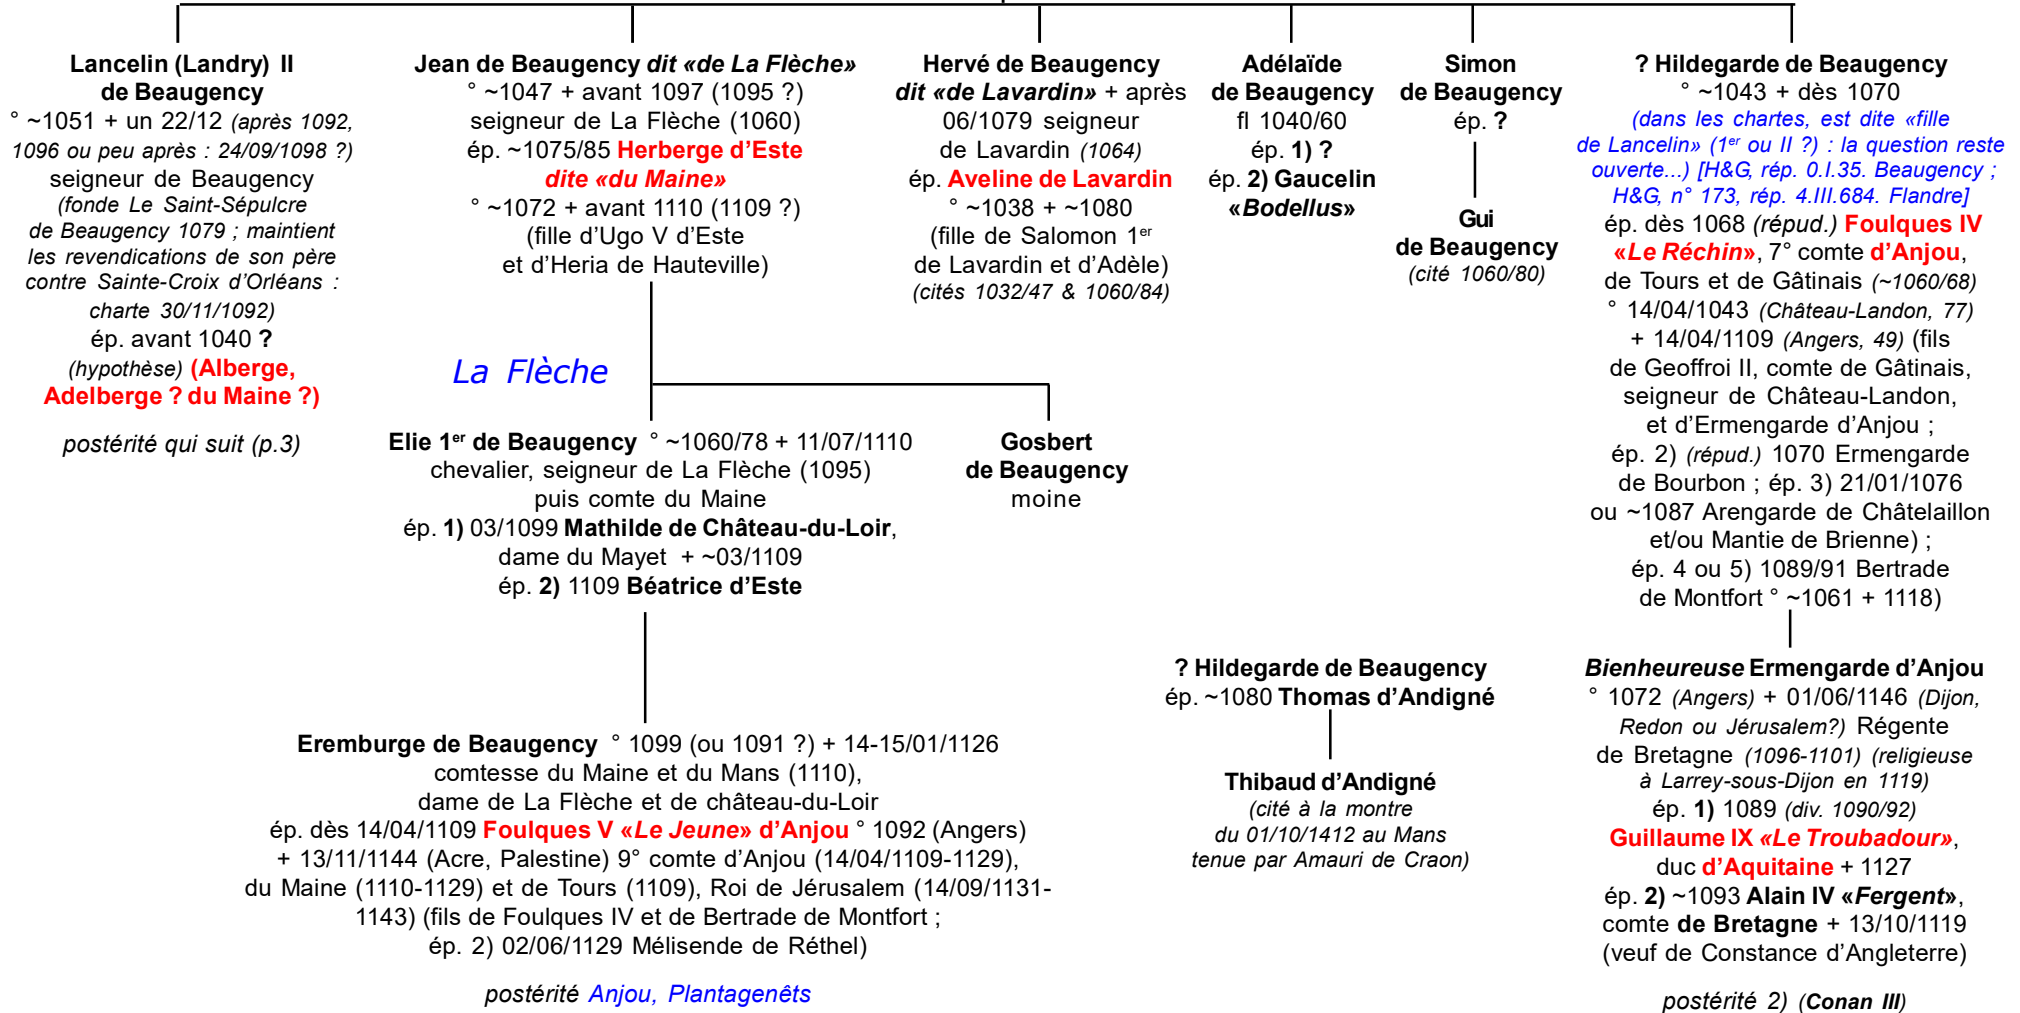 Lancelin (Landry) II
de Beaugency
° ~1051 + un 22/12 (après 1092,
1096 ou peu après : 24/09/1098 ?)
seigneur de Beaugency
(fonde Le Saint-Sépulcre
de Beaugency 1079 ; maintient
les revendications de son père
contre Sainte-Croix d’Orléans :
charte 30/11/1092)
ép. avant 1040 ?
(hypothèse) (Alberge,
Adelberge ? du Maine ?)
postérité qui suit (p.3)
Jean de Beaugency dit «de La Flèche»
° ~1047 + avant 1097 (1095 ?)
seigneur de La Flèche (1060)
ép. ~1075/85 Herberge d’Este
dite «du Maine»
° ~1072 + avant 1110 (1109 ?)
(fille d’Ugo V d’Este
et d’Heria de Hauteville)
Hervé de Beaugency
dit «de Lavardin» + après
06/1079 seigneur
de Lavardin (1064)
ép. Aveline de Lavardin
° ~1038 + ~1080
(fille de Salomon 1er
de Lavardin et d’Adèle)
(cités 1032/47 & 1060/84)
Adélaïde
de Beaugency
fl 1040/60
ép. 1) ?
ép. 2) Gaucelin
«Bodellus»
Simon
de Beaugency
ép. ?
Gui
de Beaugency
(cité 1060/80)
? Hildegarde de Beaugency
° ~1043 + dès 1070
(dans les chartes, est dite «fille
de Lancelin» (1er ou II ?) : la question reste
ouverte...) [H&G, rép. 0.I.35. Beaugency ;
H&G, n° 173, rép. 4.III.684. Flandre]
ép. dès 1068 (répud.) Foulques IV
«Le Réchin», 7° comte d’Anjou,
de Tours et de Gâtinais (~1060/68)
° 14/04/1043 (Château-Landon, 77)
+ 14/04/1109 (Angers, 49) (fils
de Geoffroi II, comte de Gâtinais,
seigneur de Château-Landon,
et d’Ermengarde d’Anjou ;
ép. 2) (répud.) 1070 Ermengarde
de Bourbon ; ép. 3) 21/01/1076
ou ~1087 Arengarde de Châtelaillon
et/ou Mantie de Brienne) ;
ép. 4 ou 5) 1089/91 Bertrade
de Montfort ° ~1061 + 1118)
La Flèche
Elie 1er de Beaugency ° ~1060/78 + 11/07/1110
chevalier, seigneur de La Flèche (1095)
puis comte du Maine
ép. 1) 03/1099 Mathilde de Château-du-Loir,
dame du Mayet + ~03/1109
ép. 2) 1109 Béatrice d’Este
Gosbert
de Beaugency
moine
Eremburge de Beaugency ° 1099 (ou 1091 ?) + 14-15/01/1126
comtesse du Maine et du Mans (1110),
dame de La Flèche et de château-du-Loir
ép. dès 14/04/1109 Foulques V «Le Jeune» d’Anjou ° 1092 (Angers)
+ 13/11/1144 (Acre, Palestine) 9° comte d’Anjou (14/04/1109-1129),
du Maine (1110-1129) et de Tours (1109), Roi de Jérusalem (14/09/1131-
1143) (fils de Foulques IV et de Bertrade de Montfort ;
ép. 2) 02/06/1129 Mélisende de Réthel)
postérité Anjou, Plantagenêts
? Hildegarde de Beaugency
ép. ~1080 Thomas d’Andigné
Thibaud d’Andigné
(cité à la montre
du 01/10/1412 au Mans
tenue par Amauri de Craon)
Bienheureuse Ermengarde d’Anjou
° 1072 (Angers) + 01/06/1146 (Dijon,
Redon ou Jérusalem?) Régente
de Bretagne (1096-1101) (religieuse
à Larrey-sous-Dijon en 1119)
ép. 1) 1089 (div. 1090/92)
Guillaume IX «Le Troubadour»,
duc d’Aquitaine + 1127
ép. 2) ~1093 Alain IV «Fergent»,
comte de Bretagne + 13/10/1119
(veuf de Constance d’Angleterre)
postérité 2) (Conan III)